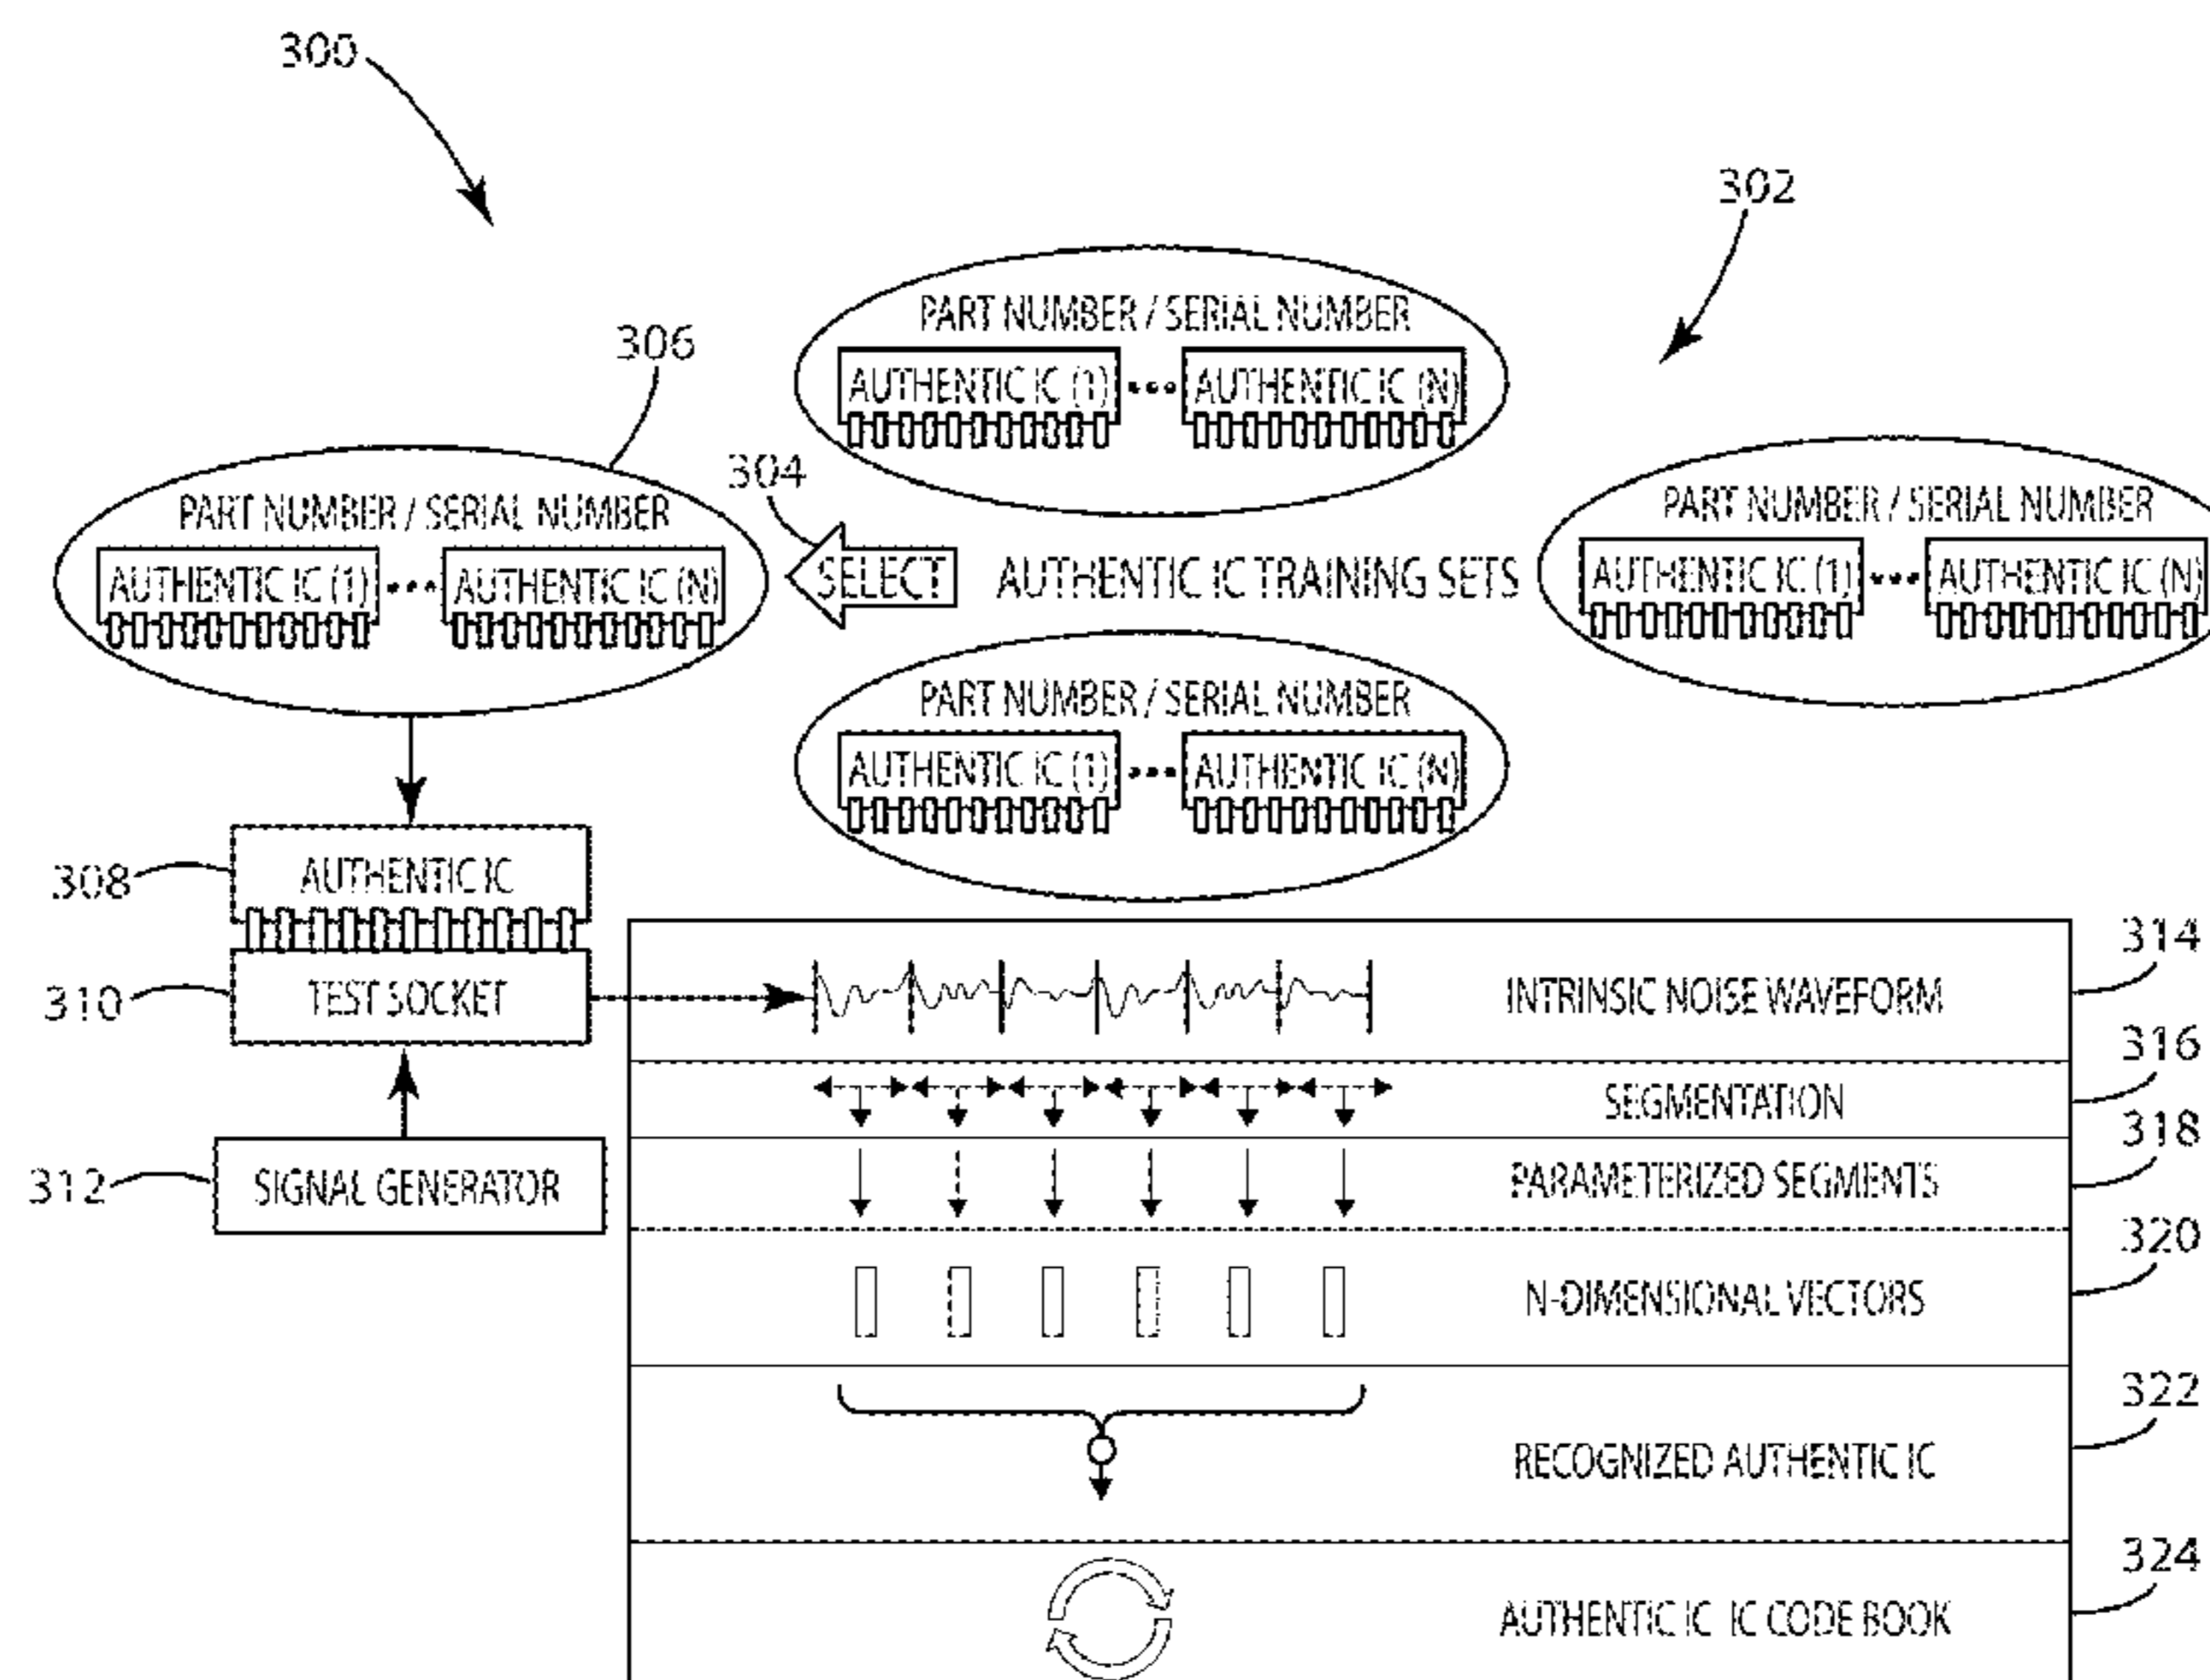 300
302
PART NUMBER / SERIAL NUMBER
AUTHENTIC IC (1) ••• AUTHENTIC IC (N)
306
304
PART NUMBER / SERIAL NUMBER
AUTHENTIC IC (1) ••• AUTHENTIC IC (N)
SELECT
AUTHENTIC IC TRAINING SETS
PART NUMBER / SERIAL NUMBER
AUTHENTIC IC (1) ••• AUTHENTIC IC (N)
PART NUMBER / SERIAL NUMBER
AUTHENTIC IC (1) ••• AUTHENTIC IC (N)
308
AUTHENTIC IC
310
TEST SOCKET
312
SIGNAL GENERATOR
INTRINSIC NOISE WAVEFORM
314
SEGMENTATION
316
PARAMETERIZED SEGMENTS
318
N-DIMENSIONAL VECTORS
320
RECOGNIZED AUTHENTIC IC
322
AUTHENTIC IC IC CODE BOOK
324